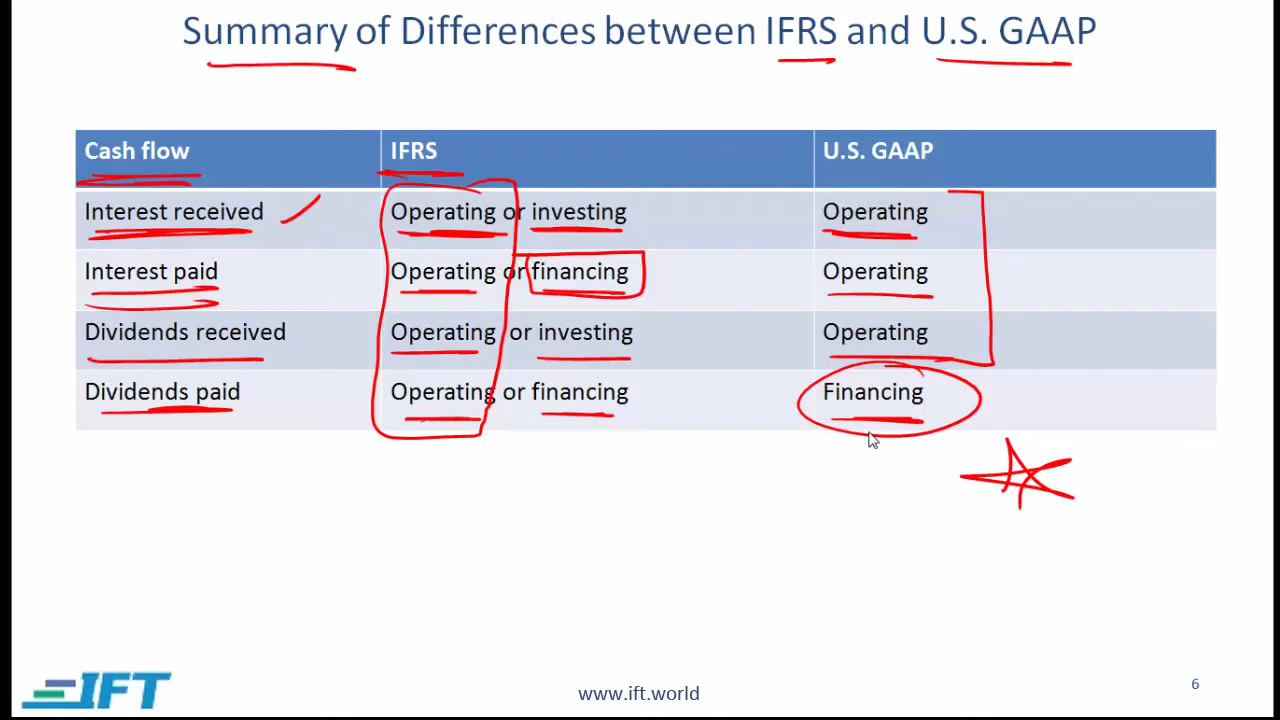 Summary of Differences between IFRS and U.S. GAAP
Cash flow IFRS U.S. GAAP
Interest received Operating or investing Operating
Interest paid Operating or financing Operating
Dividends received Operating or investing Operating
Dividends paid Operating or financing Financing
IFT www.ift.world 6